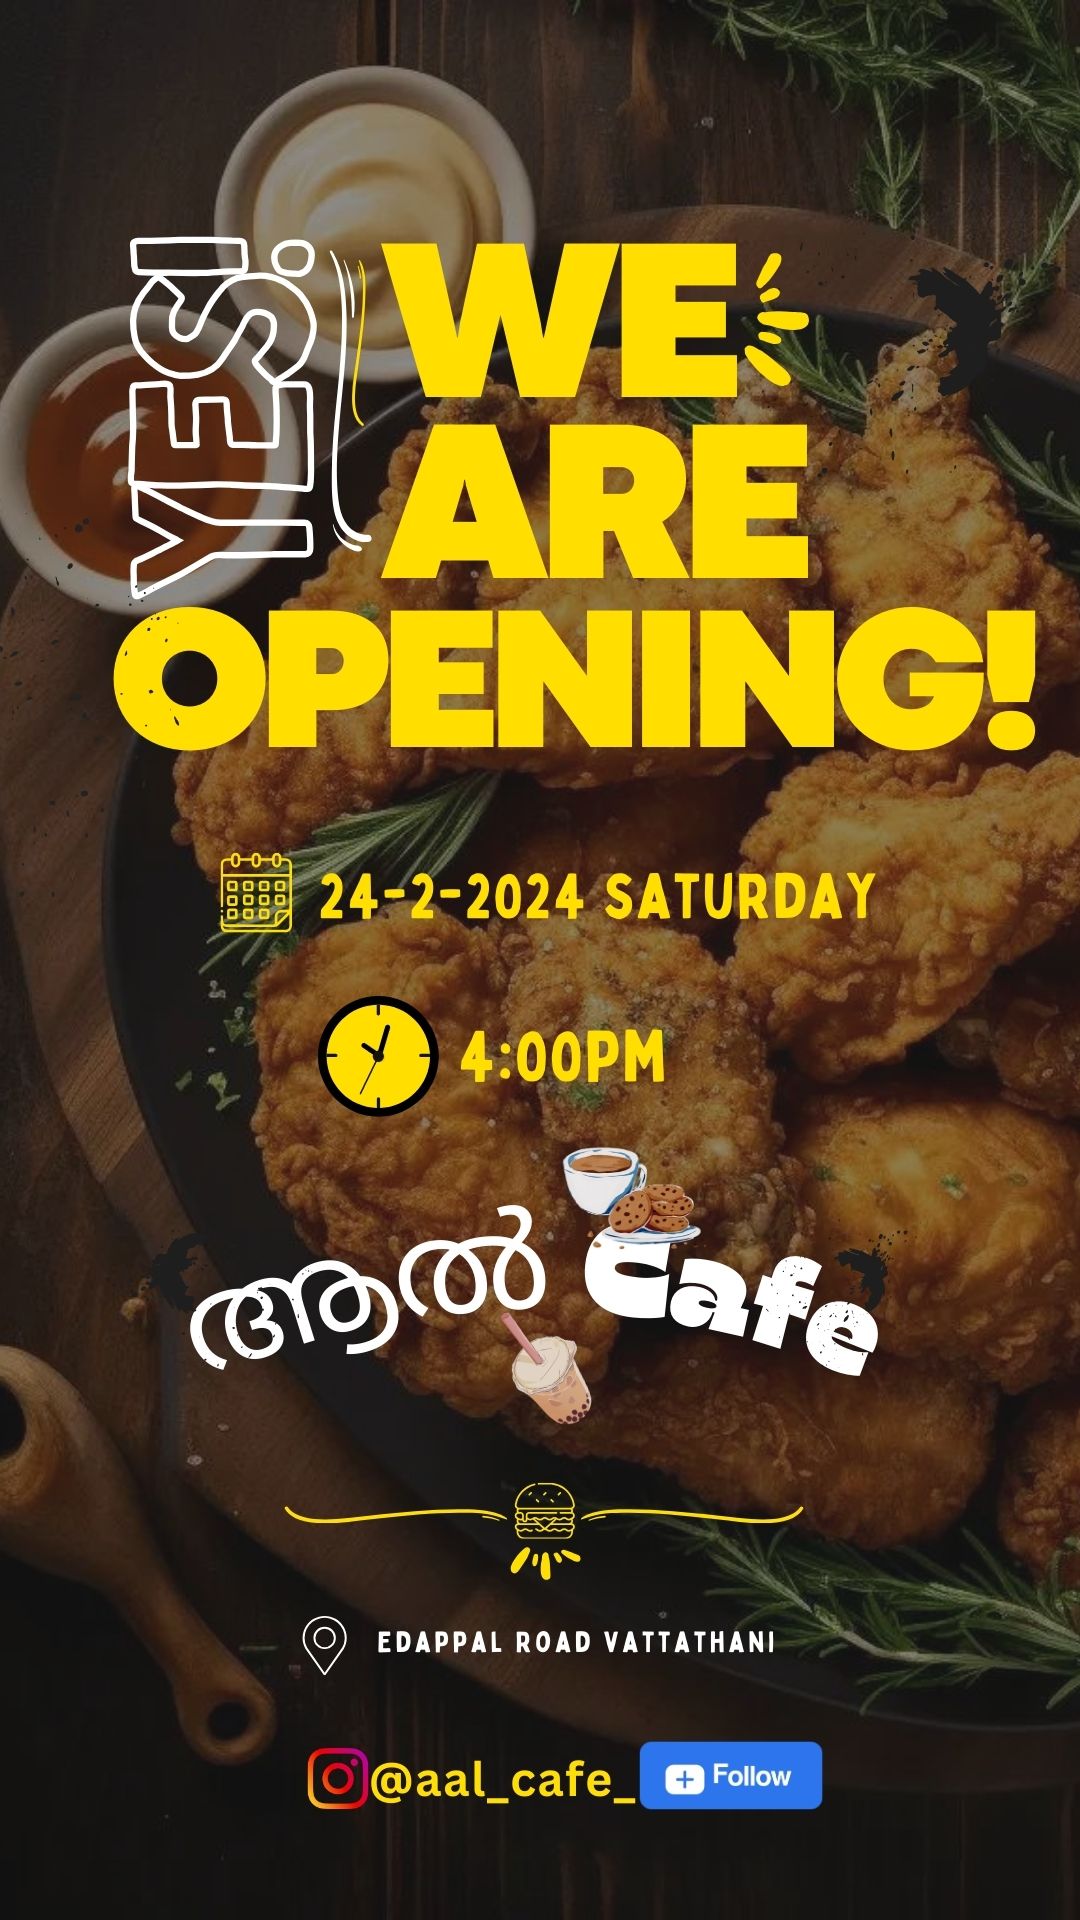 YES!
WE
ARE
OPENING!
24-2-2024 SATURDAY
4:00PM
ആൽ Cafe
EDAPPAL ROAD VATTATHANI
@aal_cafe_ Follow